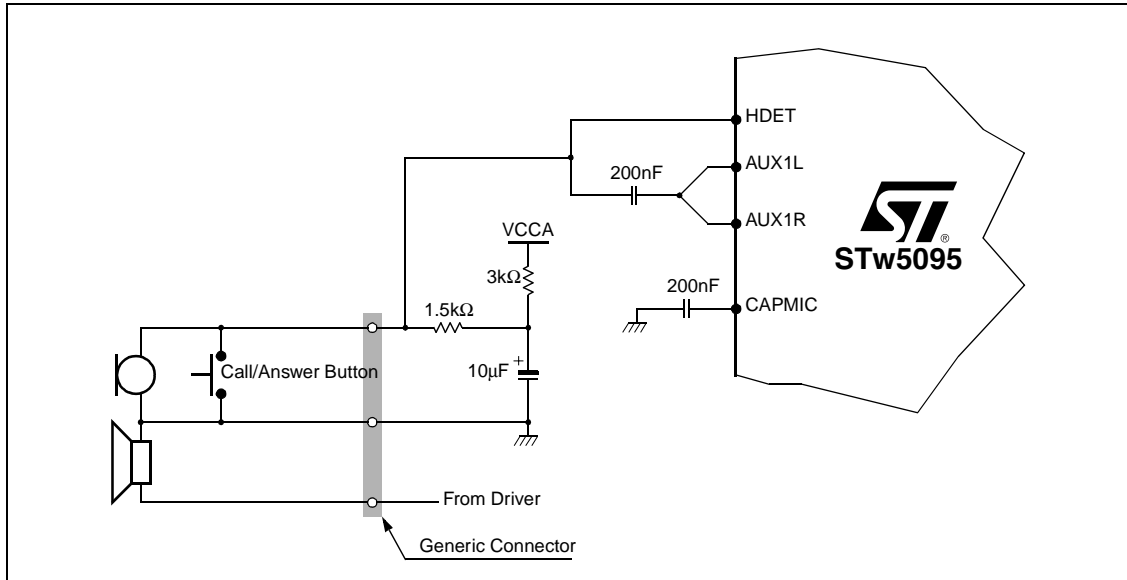 HDET
200nF
AUX1L
AUX1R
VCCA
3kΩ
ST®
STw5095
200nF
CAPMIC
1.5kΩ
Call/Answer Button
10μF
+
From Driver
Generic Connector